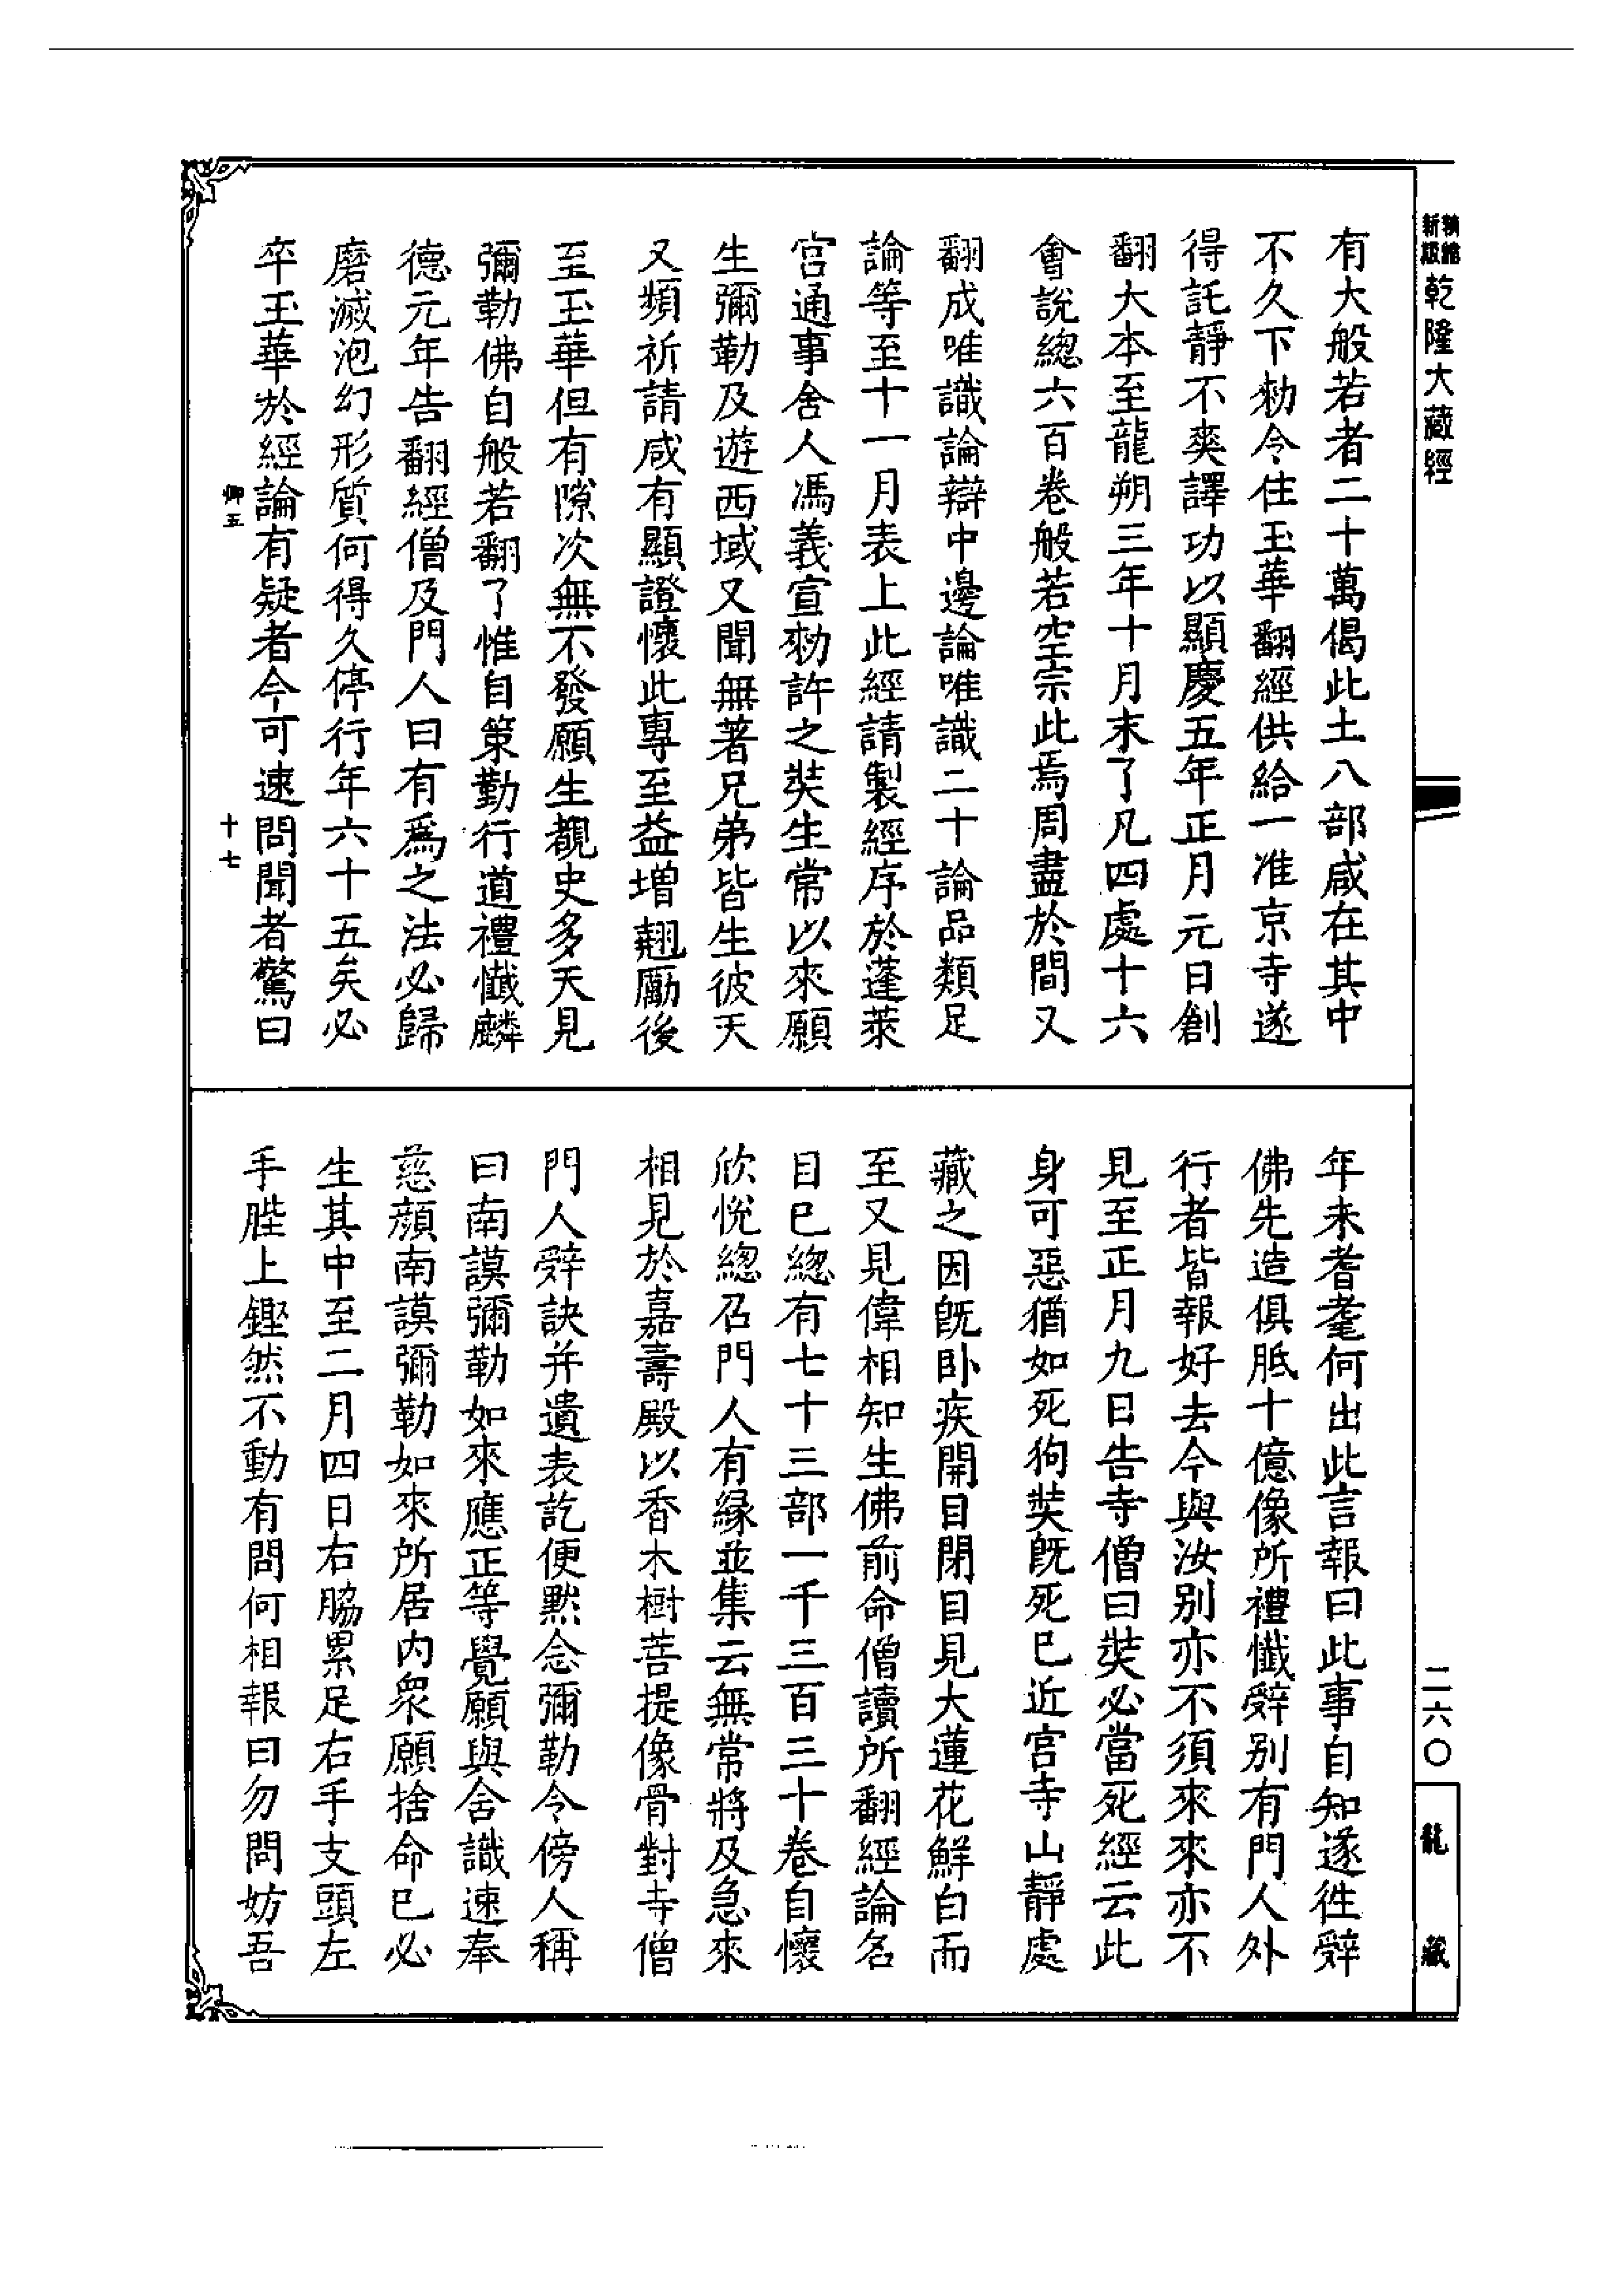 精縮新版乾隆大藏經
有大般若者二十萬偈此土八部咸在其中
不久下勑令住玉華翻經供給一准京寺遂
得託靜不爽譯功以顯慶五年正月元日創
翻大本至龍朔三年十月末了凡四處十六
會說總六百卷般若空宗此焉周盡於間又
翻成唯識論辯中邊論唯識二十論品類足
論等至十一月表上此經請製經序於蓬萊
宮通事舍人馮義宣勑許之奘生常以來願
生彌勒及遊西域又聞無著兄弟皆生彼天
又頻祈請咸有顯證懷此專至益增翹勵後
至玉華但有隙次無不發願生覩史多天見
彌勒佛自般若翻了惟自策勤行道禮懺麟
德元年告翻經僧及門人曰有爲之法必歸
磨滅泡幻形質何得久停行年六十五矣必
卒玉華於經論有疑者今可速問聞者驚曰
卿五
十七
年未耆耄何出此言報曰此事自知遂徃辭
佛先造俱胝十億像所禮懺辭別有門人外
行者皆報好去今與汝別亦不須來來亦不
見至正月九日告寺僧曰奘必當死經云此
身可惡猶如死狗奘旣死已近宮寺山靜處
藏之因旣臥疾開目閉目見大蓮花鮮白而
至又見偉相知生佛前命僧讀所翻經論名
目已總有七十三部一千三百三十卷自懷
欣悅總召門人有緣並集云無常將及急來
相見於嘉壽殿以香木樹菩提像骨對寺僧
門人辭訣并遺表訖便默念彌勒令傍人稱
曰南謨彌勒如來應正等覺願與含識速奉
慈顏南謨彌勒如來所居內眾願捨命已必
生其中至二月四日右脇累足右手支頭左
手䏶上鏗然不動有問何相報曰勿問妨吾
二六〇
龍藏